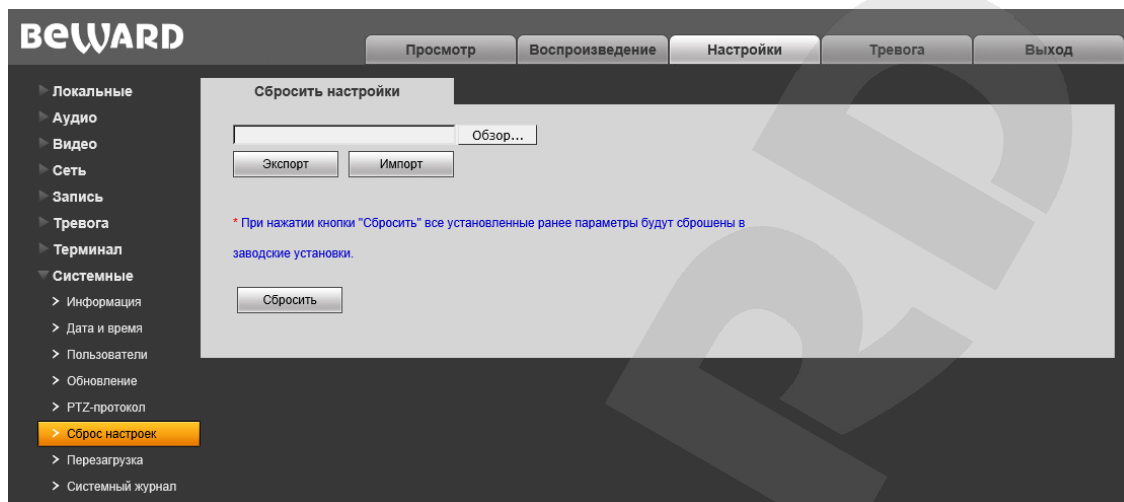 BEWARD
Просмотр Воспроизведение Настройки Тревога Выход
Локальные
Аудио
Видео
Сеть
Запись
Тревога
Терминал
Системные
Информация
Дата и время
Пользователи
Обновление
PTZ-протокол
Сброс настроек
Перезагрузка
Системный журнал
Сбросить настройки
Обзор...
Экспорт Импорт
* При нажатии кнопки "Сбросить" все установленные ранее параметры будут сброшены в
заводские установки.
Сбросить